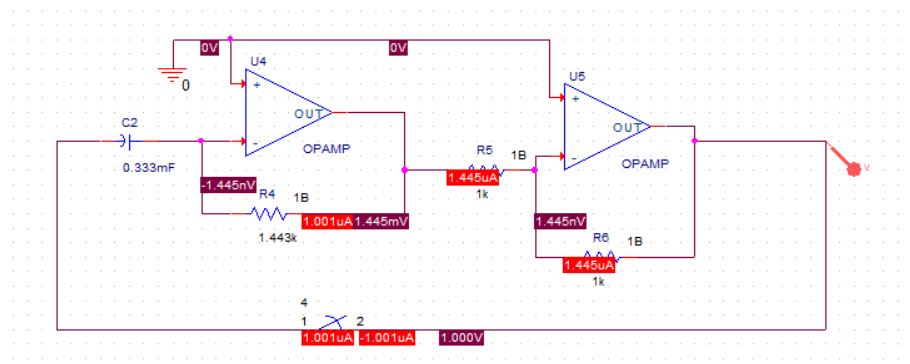 0V
0V
U4
0
+
OUT
-
OPAMP
U5
+
OUT
-
OPAMP
C2
0.333mF
-1.445nV
R4
1B
1.001uA
1.445mV
1.443k
R5
1B
1.445uA
1k
1.445nV
R6
1B
1.445uA
1k
V
4
1
2
1.001uA
-1.001uA
1.000V